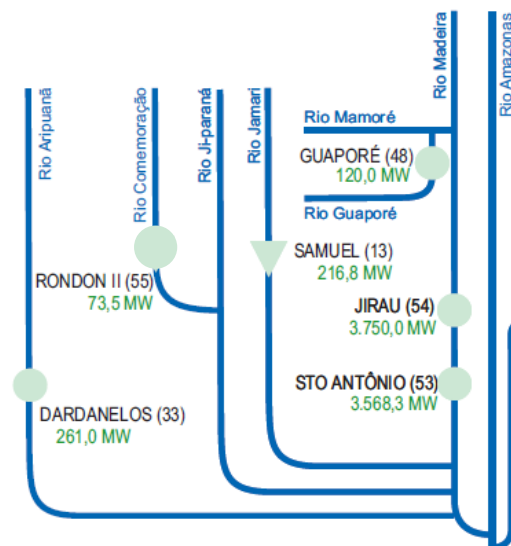 Rio Aripuanã
Rio Comemoração
Rio Ji-paraná
Rio Jamari
Rio Madeira
Rio Amazonas
Rio Mamoré
GUAPORÉ (48)
120,0 MW
Rio Guaporé
SAMUEL (13)
216,8 MW
RONDON II (55)
73,5 MW
JIRAU (54)
3.750,0 MW
STO ANTÔNIO (53)
3.568,3 MW
DARDANELOS (33)
261,0 MW